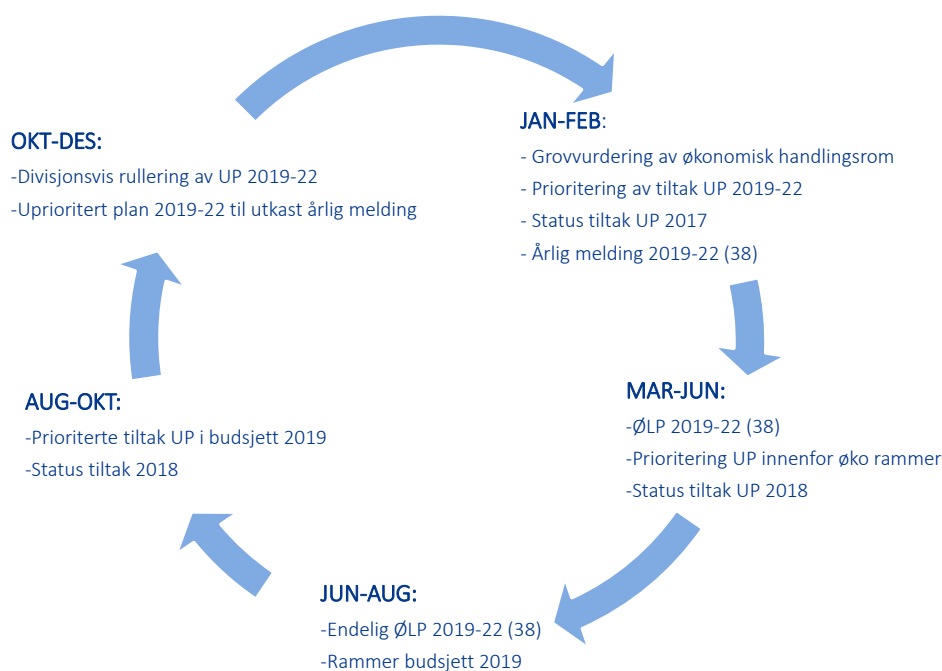 OKT-DES:
-Divisjonsvis rullering av UP 2019-22
-Uprioritert plan 2019-22 til utkast årlig melding
JAN-FEB:
- Grovvurdering av økonomisk handlingsrom
- Prioritering av tiltak UP 2019-22
- Status tiltak UP 2017
- Årlig melding 2019-22 (38)
MAR-JUN:
-ØLP 2019-22 (38)
-Prioritering UP innenfor øko rammer
-Status tiltak UP 2018
JUN-AUG:
-Endelig ØLP 2019-22 (38)
-Rammer budsjett 2019
AUG-OKT:
-Prioriterte tiltak UP i budsjett 2019
-Status tiltak 2018